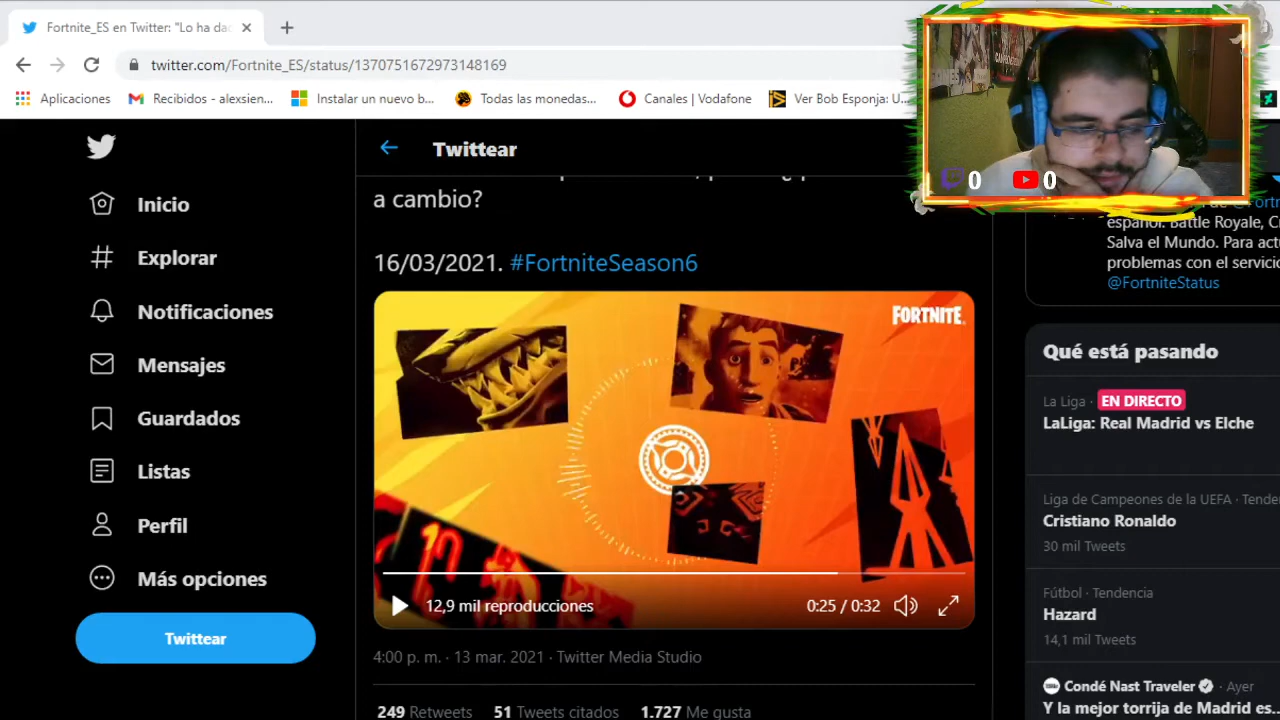 Fortnite_ES en Twitter: "Lo ha dad
twitter.com/Fortnite_ES/status/1370751672973148169
Aplicaciones
Recibidos - alexsien...
Instalar un nuevo b...
Todas las monedas...
Canales | Vodafone
Ver Bob Esponja: U...
0
0
Inicio
Explorar
Notificaciones
Mensajes
Guardados
Listas
Perfil
Más opciones
Twittear
Twittear
a cambio?
16/03/2021. #FortniteSeason6
FORTNITE
12,9 mil reproducciones
0:25 / 0:32
4:00 p. m. · 13 mar. 2021 · Twitter Media Studio
249 Retweets 51 Tweets citados 1.727 Me gusta
español. Battle Royale, C
Salva el Mundo. Para actu
problemas con el servicio
@FortniteStatus
Qué está pasando
La Liga · EN DIRECTO
LaLiga: Real Madrid vs Elche
Liga de Campeones de la UEFA · Tende
Cristiano Ronaldo
30 mil Tweets
Fútbol · Tendencia
Hazard
14,1 mil Tweets
Condé Nast Traveler · Ayer
Y la mejor torrija de Madrid es...